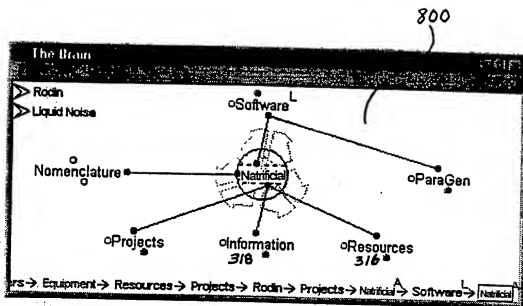 800
The Brain
Rodin
Liquid Noise
Software L
Nomenclature
Natrificial
ParaGen
Projects
Information
318
Resources
316
rs→ Equipment→ Resources→ Projects→ Rodin→ Projects→ Natrificial A→ Software L→ Natrificial A